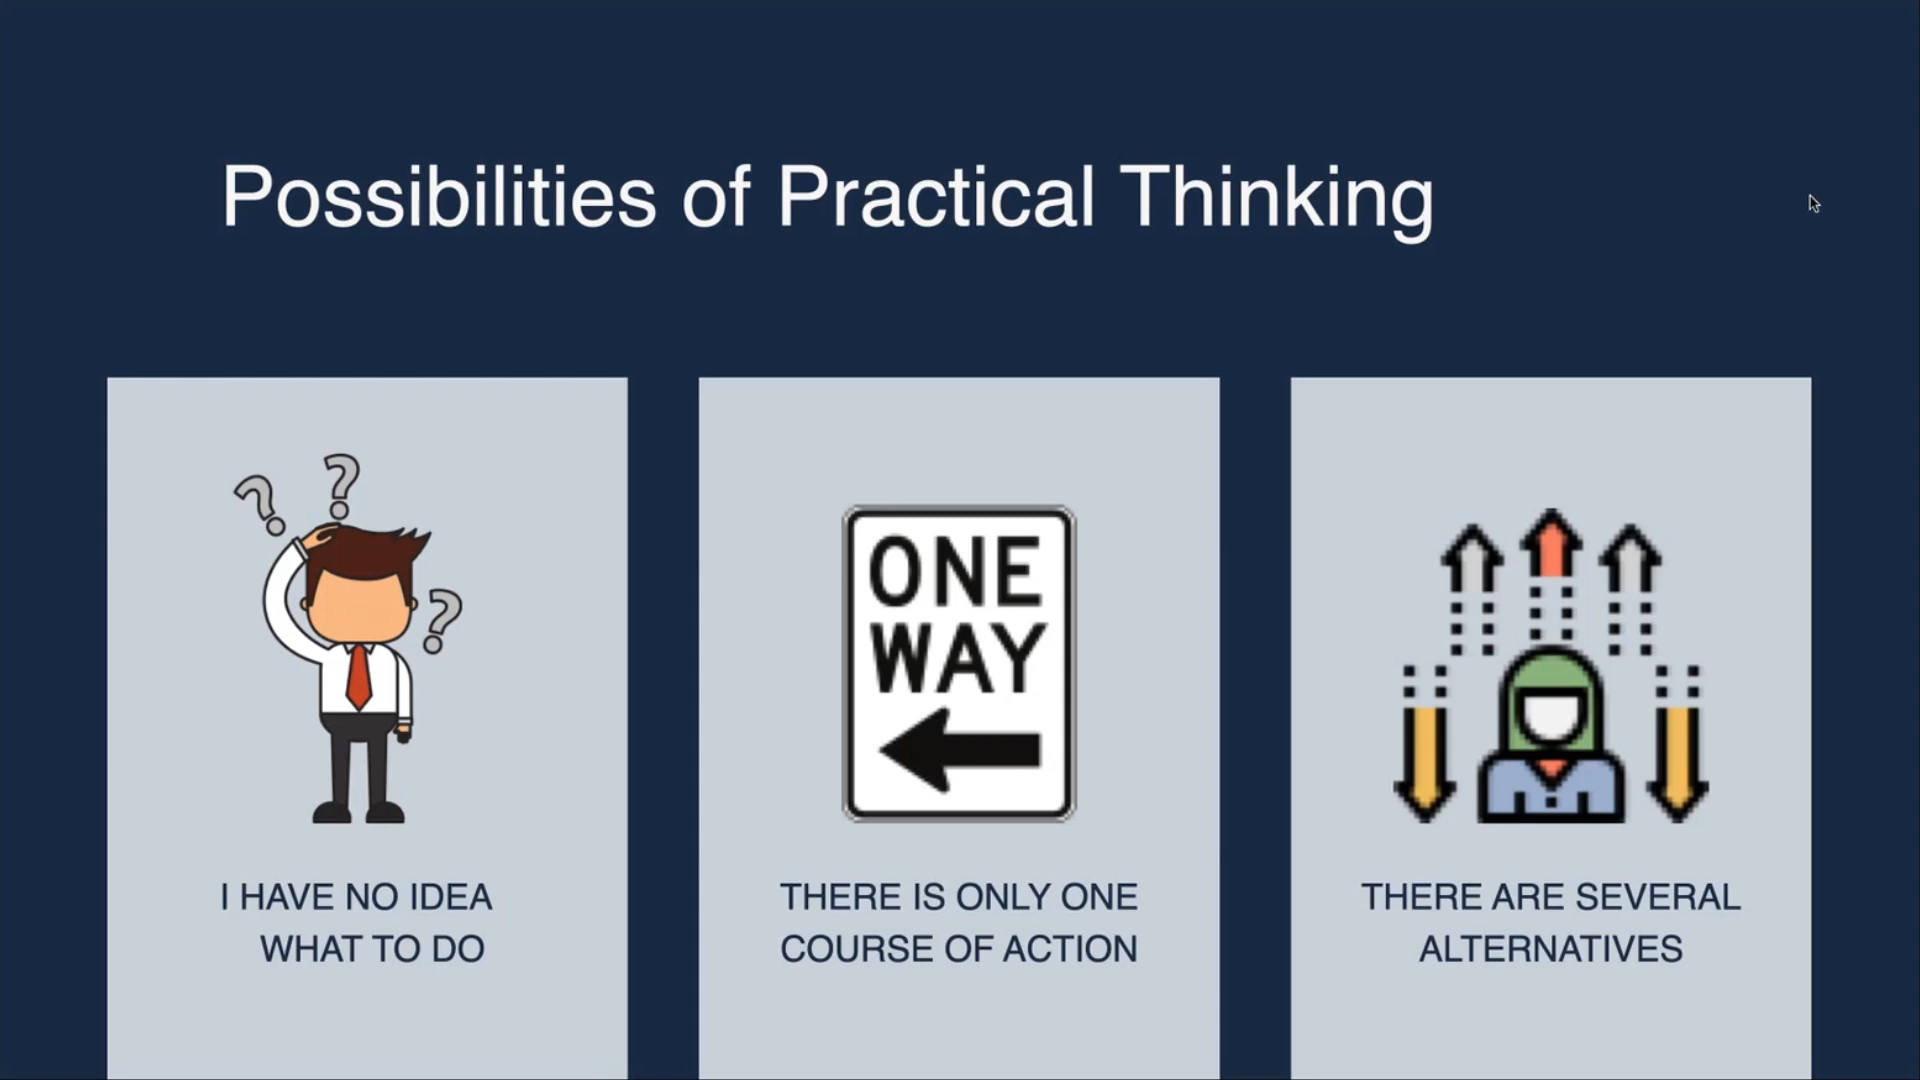 Possibilities of Practical Thinking
? ? ?
I HAVE NO IDEA
WHAT TO DO
ONE
WAY
THERE IS ONLY ONE
COURSE OF ACTION
THERE ARE SEVERAL
ALTERNATIVES